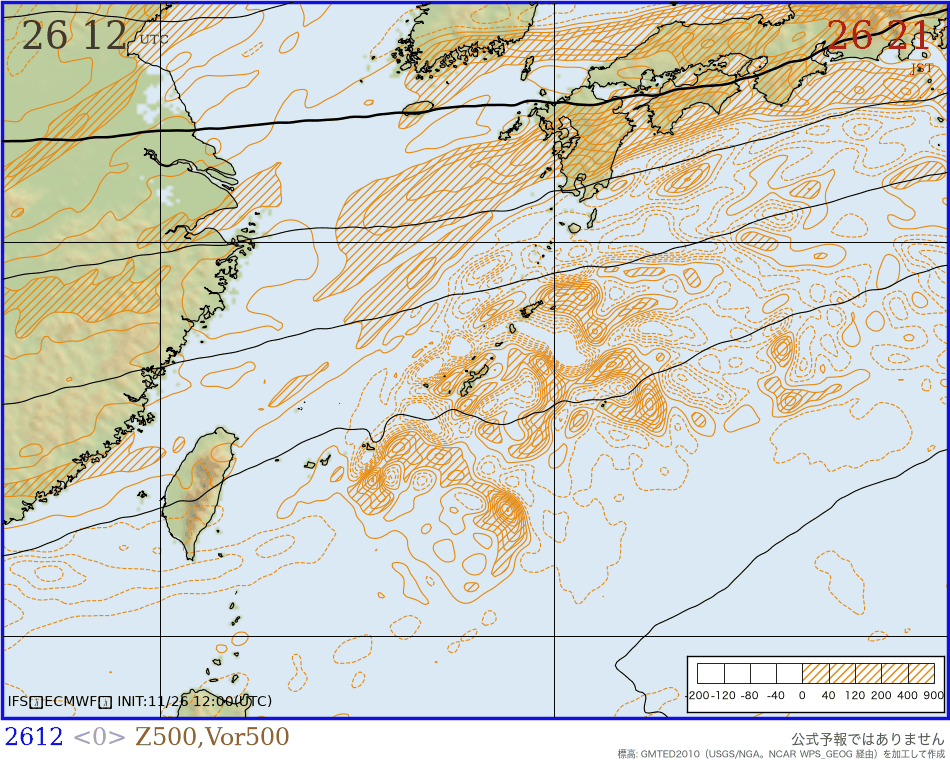 26 12 UTC
26 21 JST
-200 -120 -80 -40 0 40 120 200 400 900
IFS ECMWF INIT:11/26 12:00(UTC)
2612 <0> Z500,Vor500
公式予報ではありません
標高: GMTED2010（USGS/NGA。NCAR WPS_GEOG 経由）を加工して作成